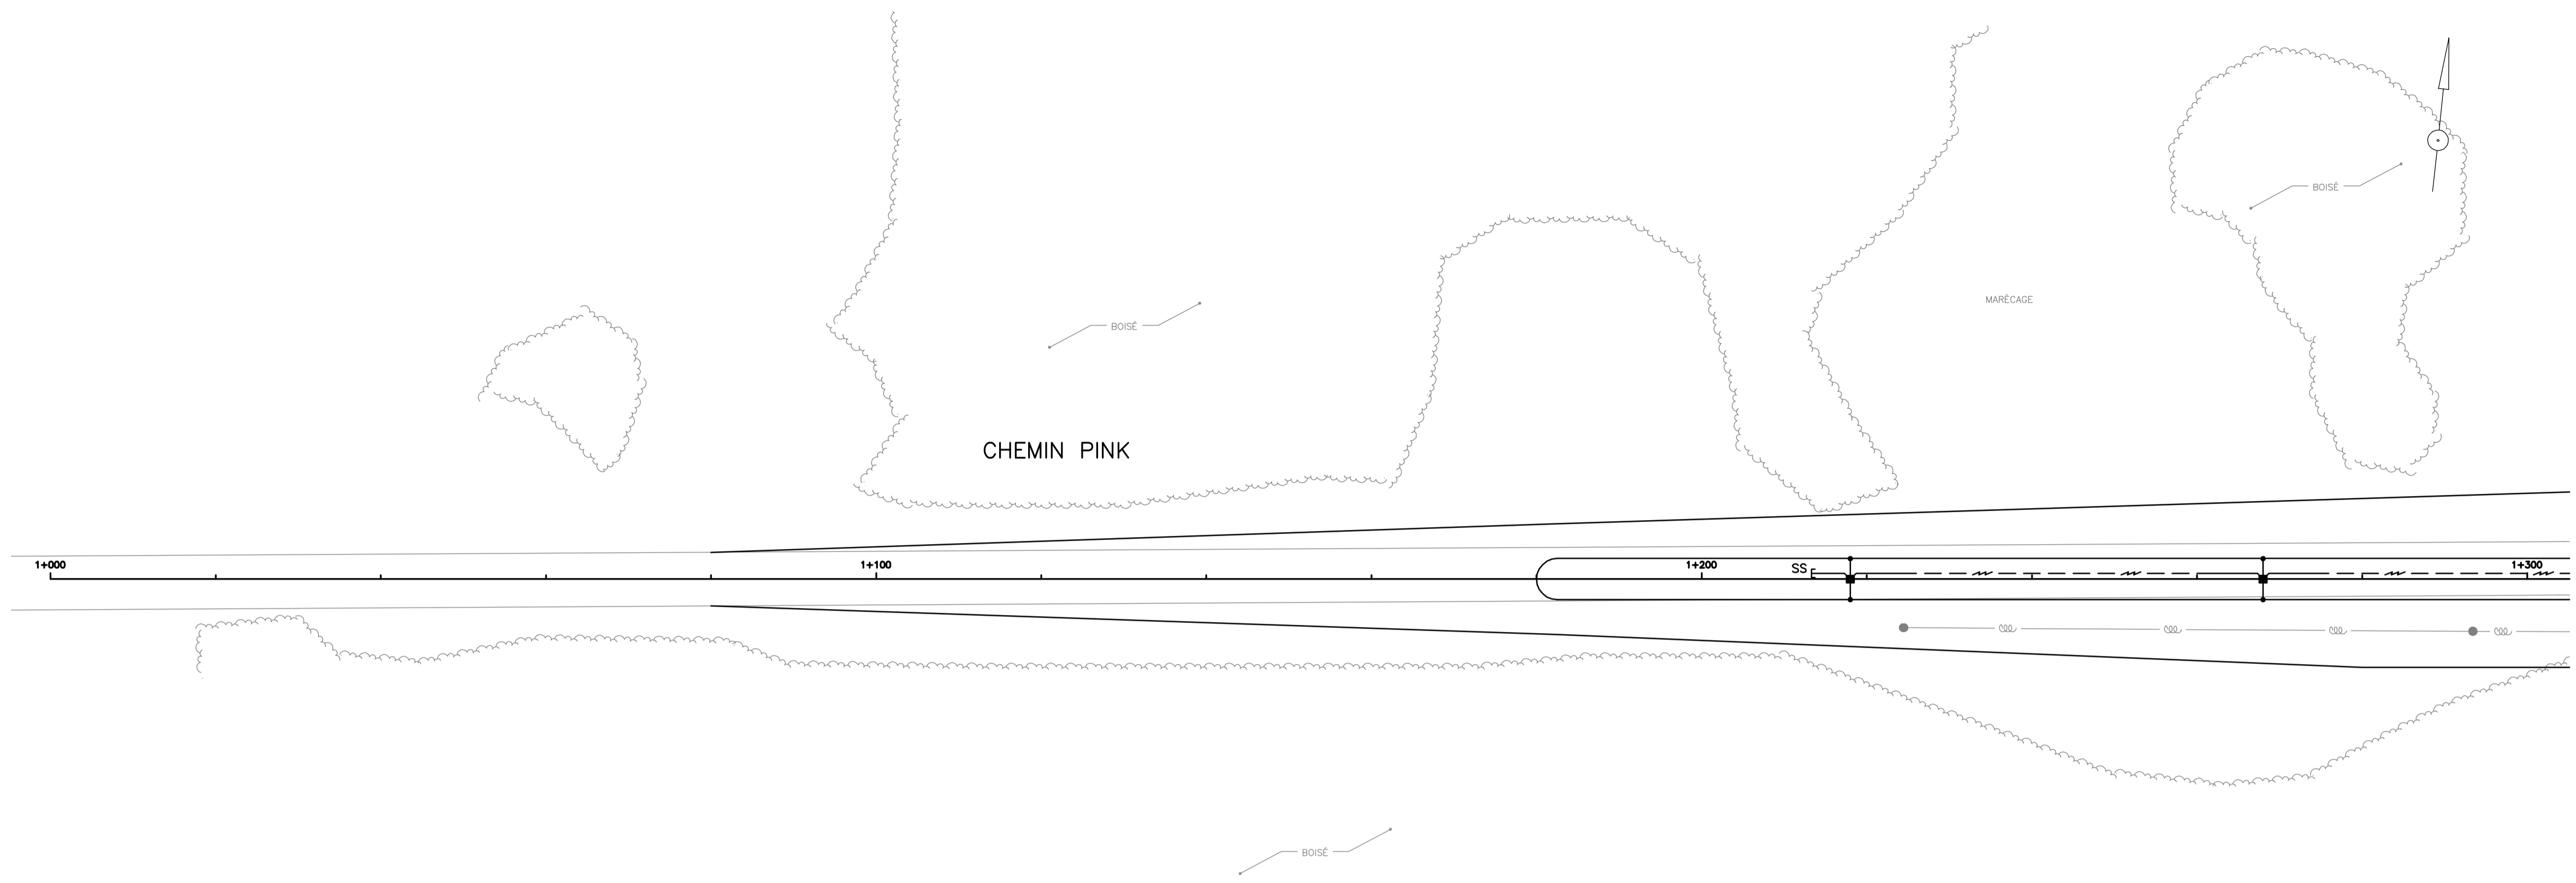 BOISÉ
MARÉCAGE
BOISÉ
CHEMIN PINK
1+000
1+100
1+200
SS
1+300
BOISÉ